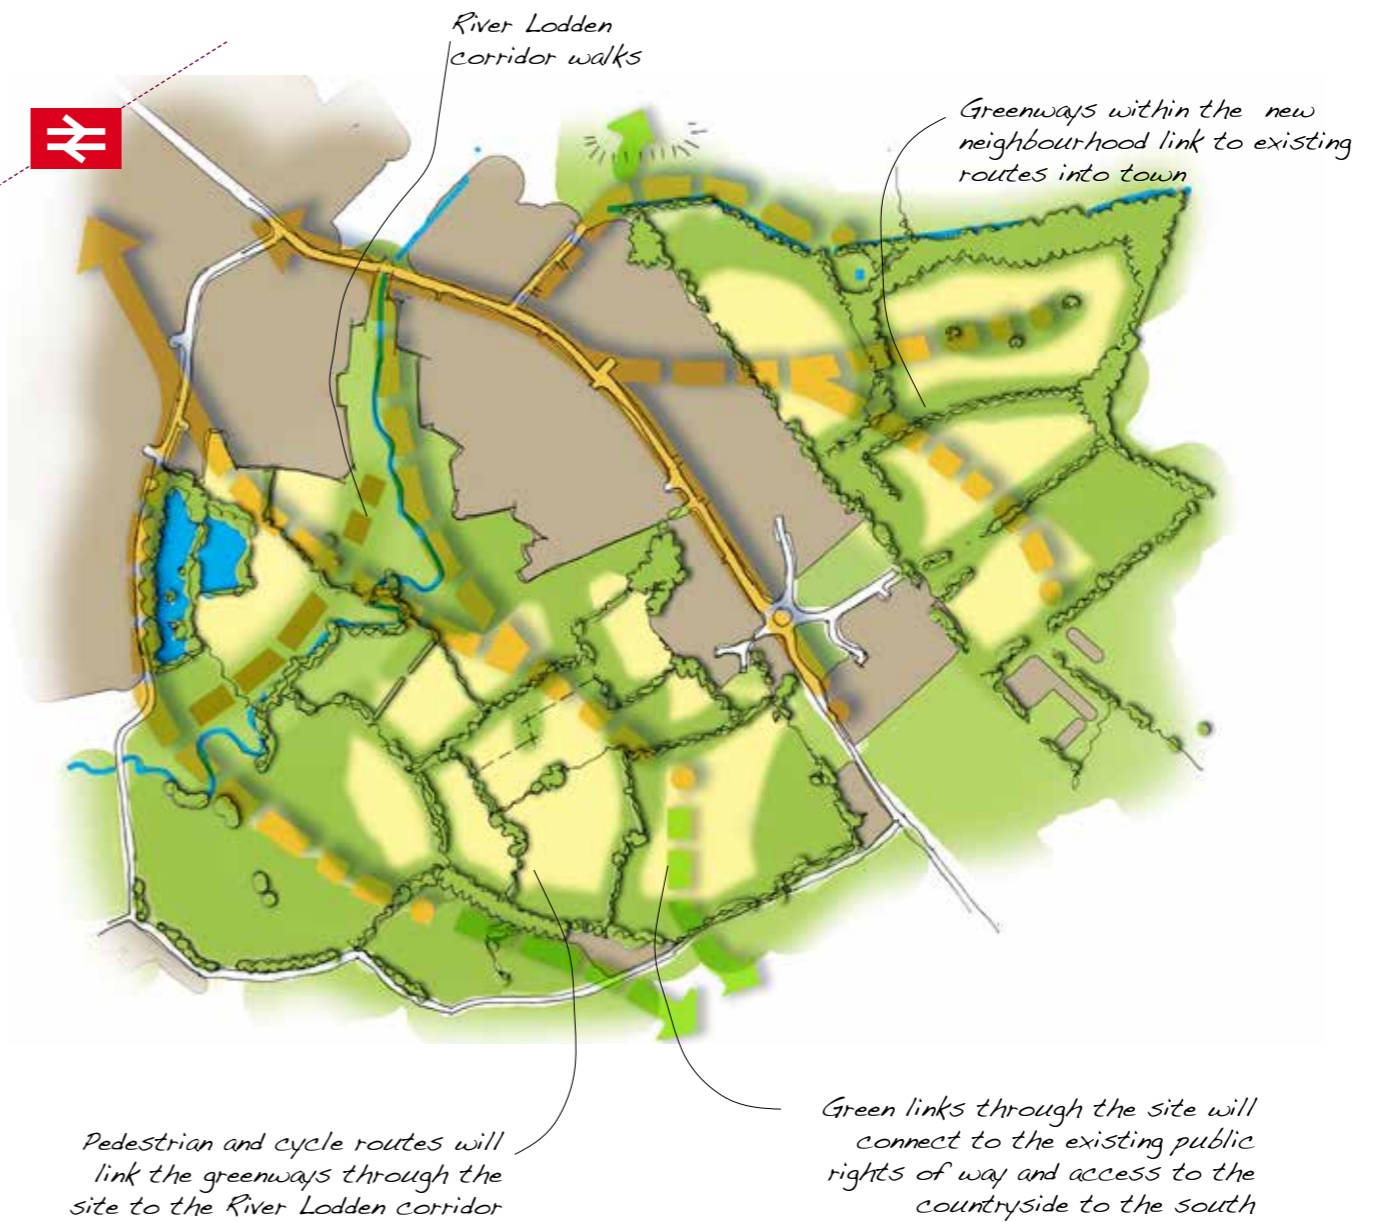 River Lodden
corridor walks
Greenways within the new
neighbourhood link to existing
routes into town
Pedestrian and cycle routes will
link the greenways through the
site to the River Lodden corridor
Green links through the site will
connect to the existing public
rights of way and access to the
countryside to the south